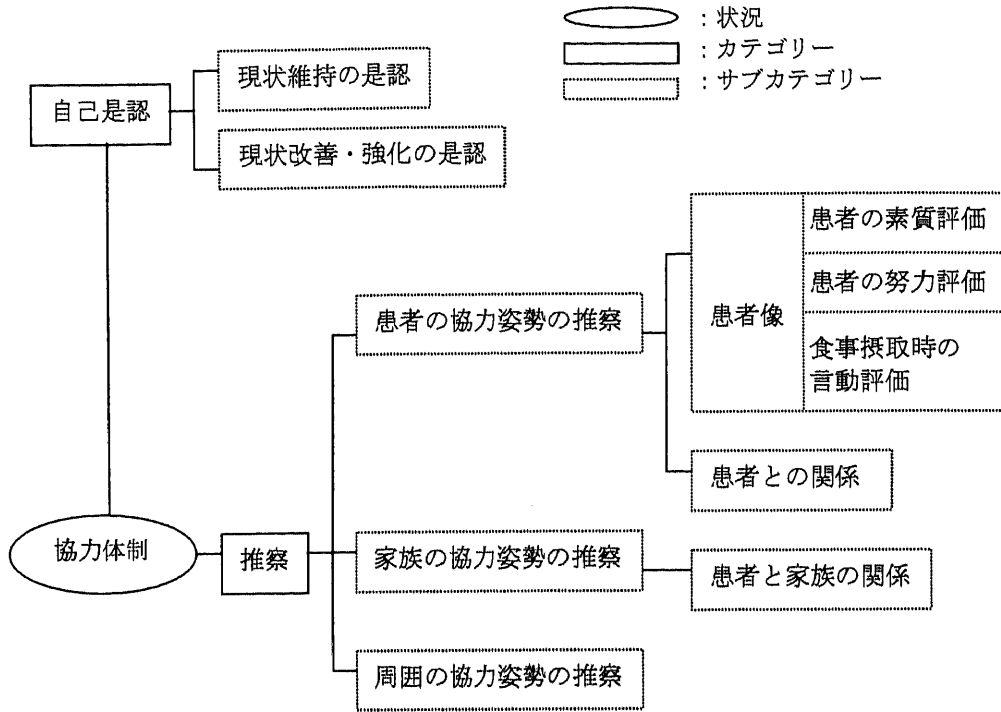 ：状況
：カテゴリー
：サブカテゴリー
現状維持の是認
自己是認
現状改善・強化の是認
患者の素質評価
患者の努力評価
患者の協力姿勢の推察
患者像
食事摂取時の
言動評価
患者との関係
協力体制
推察
家族の協力姿勢の推察
患者と家族の関係
周囲の協力姿勢の推察